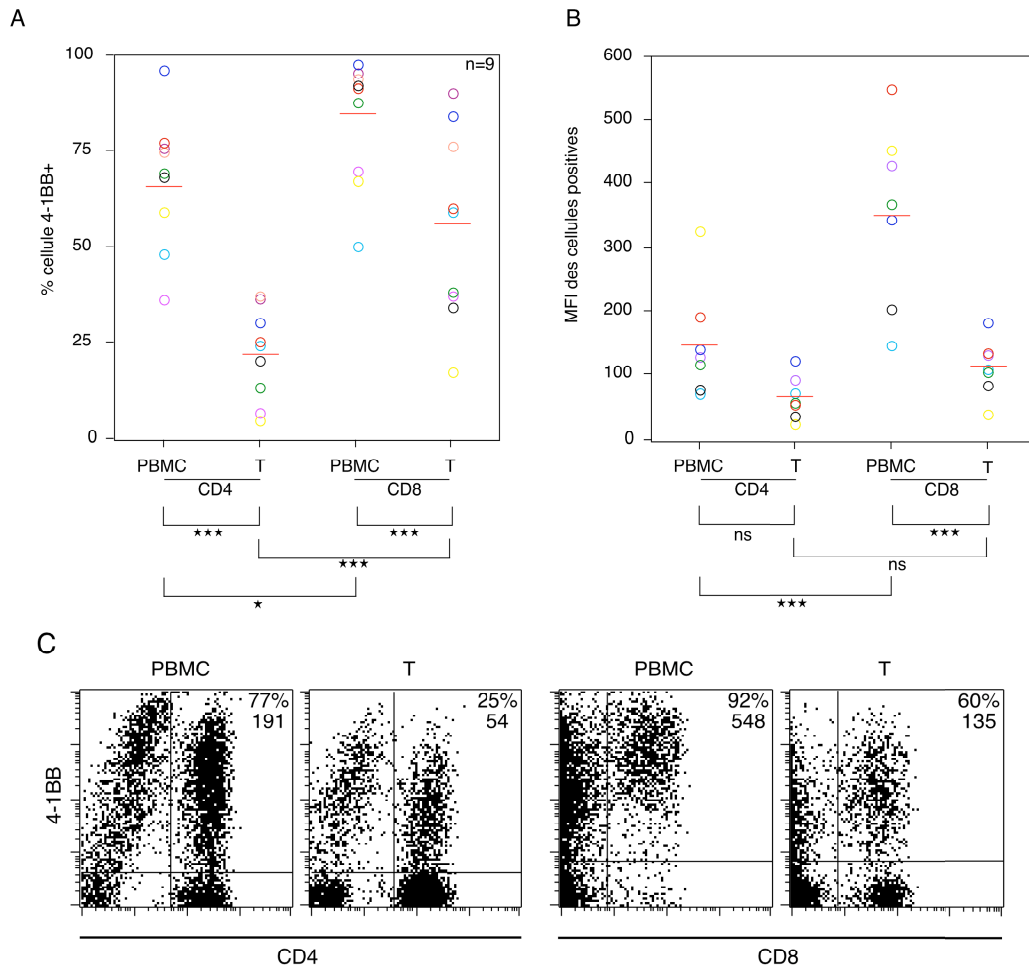 A
B
100
75
50
25
0
% cellule 4-1BB+
n=9
PBMC T PBMC T
CD4 CD8
★★★ ★★★
★★★
★
600
500
400
300
200
100
0
MFI des cellules positives
PBMC T PBMC T
CD4 CD8
ns ★★★
ns
★★★
C
PBMC T PBMC T
77% 25% 92% 60%
191 54 548 135
4-1BB
CD4 CD8